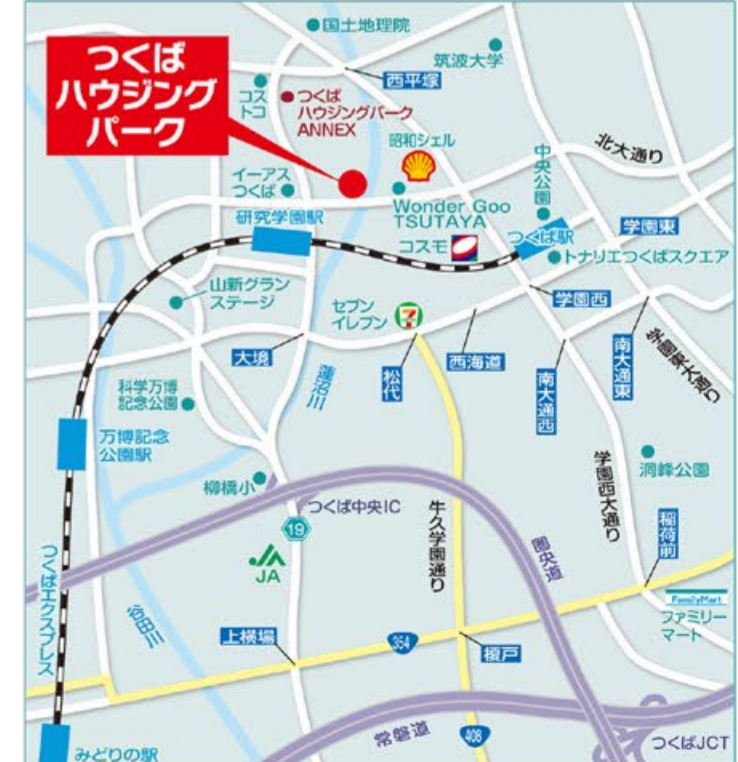 国土地理院
筑波大学
つくば
ハウジング
パーク
西平塚
コス
トコ
つくば
ハウジングパーク
ANNEX
昭和シェル
中央公園
北大通り
イーアス
つくば
Wonder Goo
TSUTAYA
研究学園駅
学園東
つくば駅
コスモ
トナリエつくばスクエア
山新グラン
ステージ
学園西
セブン
イレブン
大境
西海道
松代
蓮沼川
南大通西
南大通東
学園東大通り
科学万博
記念公園
万博記念
公園駅
柳橋小
洞峰公園
学園西大通り
つくば中央IC
19
牛久学園通り
稲荷前
圏央道
JA
つくばエクスプレス
谷田川
FamilyMart
ファミリー
マート
上横場
354
榎戸
常磐道
408
つくばJCT
みどりの駅